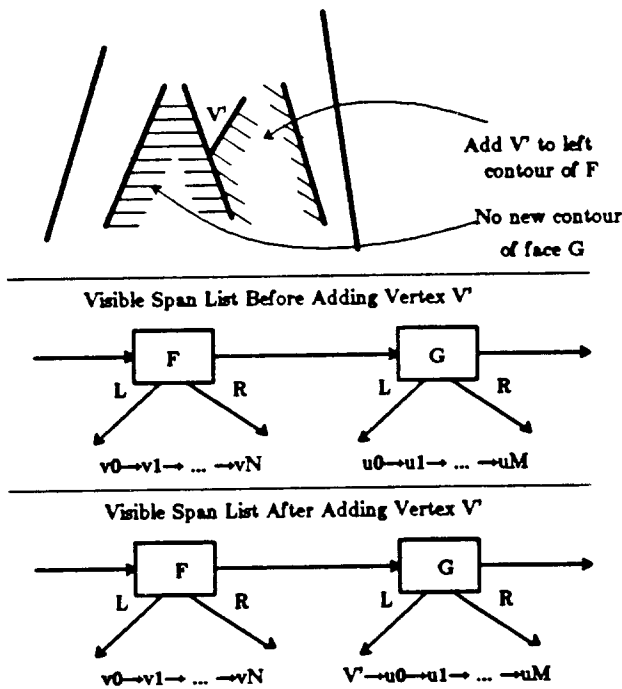 V'
Add V' to left
contour of F
No new contour
of face G
Visible Span List Before Adding Vertex V'
F
G
L
R
L
R
v0→v1→ ... →vN
u0→u1→ ... →uM
Visible Span List After Adding Vertex V'
F
G
L
R
L
R
v0→v1→ ... →vN
V'→u0→u1→ ... →uM